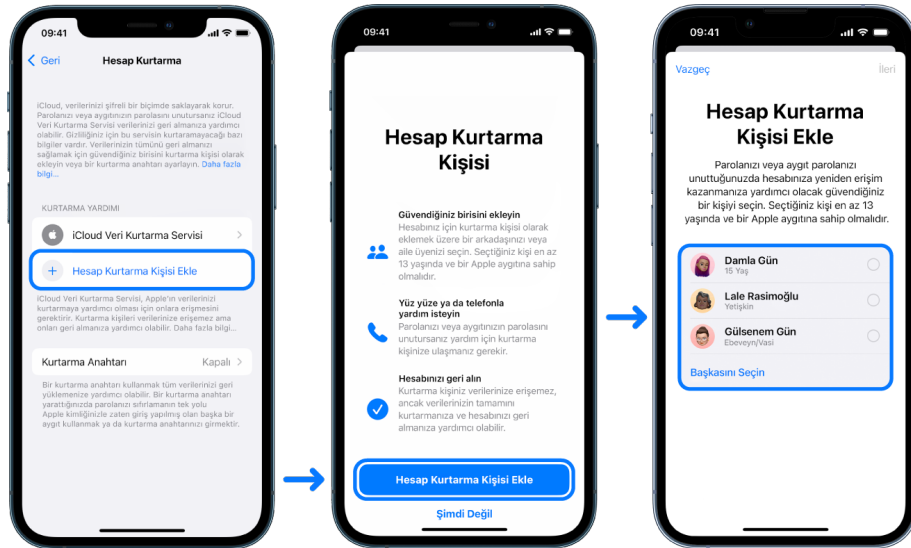 09:41
Geri
Hesap Kurtarma
iCloud, verilerinizi şifreli bir biçimde saklayarak korur.
Parolanızı veya aygıtınızın parolasını unutursanız iCloud
Veri Kurtarma Servisi verilerinizi geri almanıza yardımcı
olabilir. Gizliliğiniz için bu servisin kurtaramayacağı bazı
bilgiler vardır. Verilerinizin tümünü geri almanızı
sağlamak için güvendiğiniz birisini kurtarma kişisi olarak
ekleyin veya bir kurtarma anahtarı ayarlayın. Daha fazla
bilgi...
KURTARMA YARDIMI
iCloud Veri Kurtarma Servisi
Hesap Kurtarma Kişisi Ekle
iCloud Veri Kurtarma Servisi, Apple'ın verilerinizi
kurtarmaya yardımcı olması için onlara erişmesini
gerektirir. Kurtarma kişileri verilerinize erişemez ama
onları geri almanıza yardımcı olabilir. Daha fazla bilgi...
Kurtarma Anahtarı
Kapalı
Bir kurtarma anahtarı kullanmak tüm verilerinizi geri
yüklemenize yardımcı olabilir. Bir kurtarma anahtarı
yarattığınızda parolanızı sıfırlamanın tek yolu
Apple kimliğinizle zaten giriş yapılmış olan başka bir
aygıt kullanmak ya da kurtarma anahtarınızı girmektir.
09:41
Hesap Kurtarma
Kişisi
Güvendiğiniz birisini ekleyin
Hesabınız için kurtarma kişisi olarak
eklemek üzere bir arkadaşınızı veya
aile üyenizi seçin. Seçtiğiniz kişi en az
13 yaşında ve bir Apple aygıtına sahip
olmalıdır.
Yüz yüze ya da telefonla
yardım isteyin
Parolanızı veya aygıtınızın parolasını
unutursanız yardım için kurtarma
kişinize ulaşmanız gerekir.
Hesabınızı geri alın
Kurtarma kişiniz verilerinize erişemez,
ancak verilerinizin tamamını
kurtarmanıza ve hesabınızı geri
almanıza yardımcı olabilir.
Hesap Kurtarma Kişisi Ekle
Şimdi Değil
09:41
Vazgeç
İleri
Hesap Kurtarma
Kişisi Ekle
Parolanızı veya aygıt parolanızı
unuttuğunuzda hesabınıza yeniden erişim
kazanmanıza yardımcı olacak güvendiğiniz
bir kişiyi seçin. Seçtiğiniz kişi en az 13
yaşında ve bir Apple aygıtına sahip olmalıdır.
Damla Gün
15 Yaş
Lale Rasimoğlu
Yetişkin
Gülsenem Gün
Ebeveyn/Vasi
Başkasını Seçin